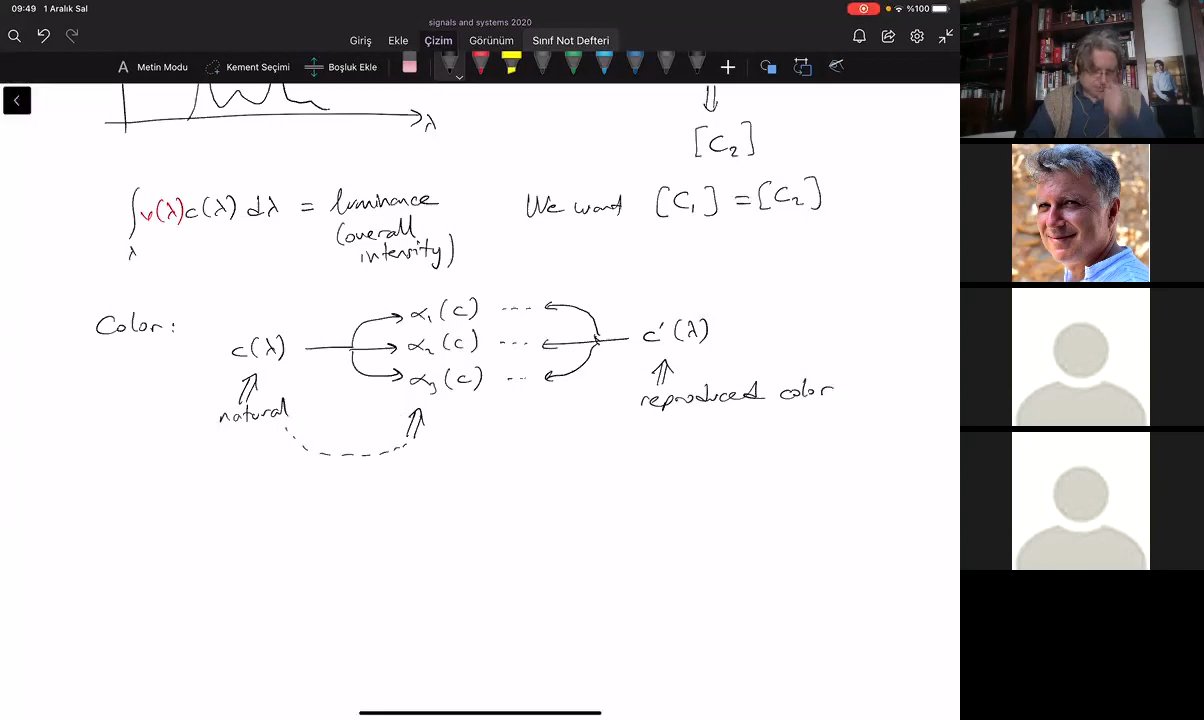 09:49 1 Aralık Sal
%100
signals and systems 2020
Giriş Ekle Çizim Görünüm Sınıf Not Defteri
Metin Modu Kement Seçimi Boşluk Ekle
λ
[C₂]
∫ v(λ)c(λ) dλ = luminance
λ
(overall
intensity)
We want [C₁] = [C₂]
Color:
c(λ)
α₁(c) ...
α₂(c) ...
α₃(c) ...
c'(λ)
natural
reproduced color